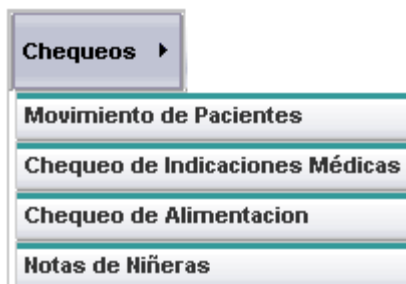 Chequeos
Movimiento de Pacientes
Chequeo de Indicaciones Médicas
Chequeo de Alimentacion
Notas de Niñeras